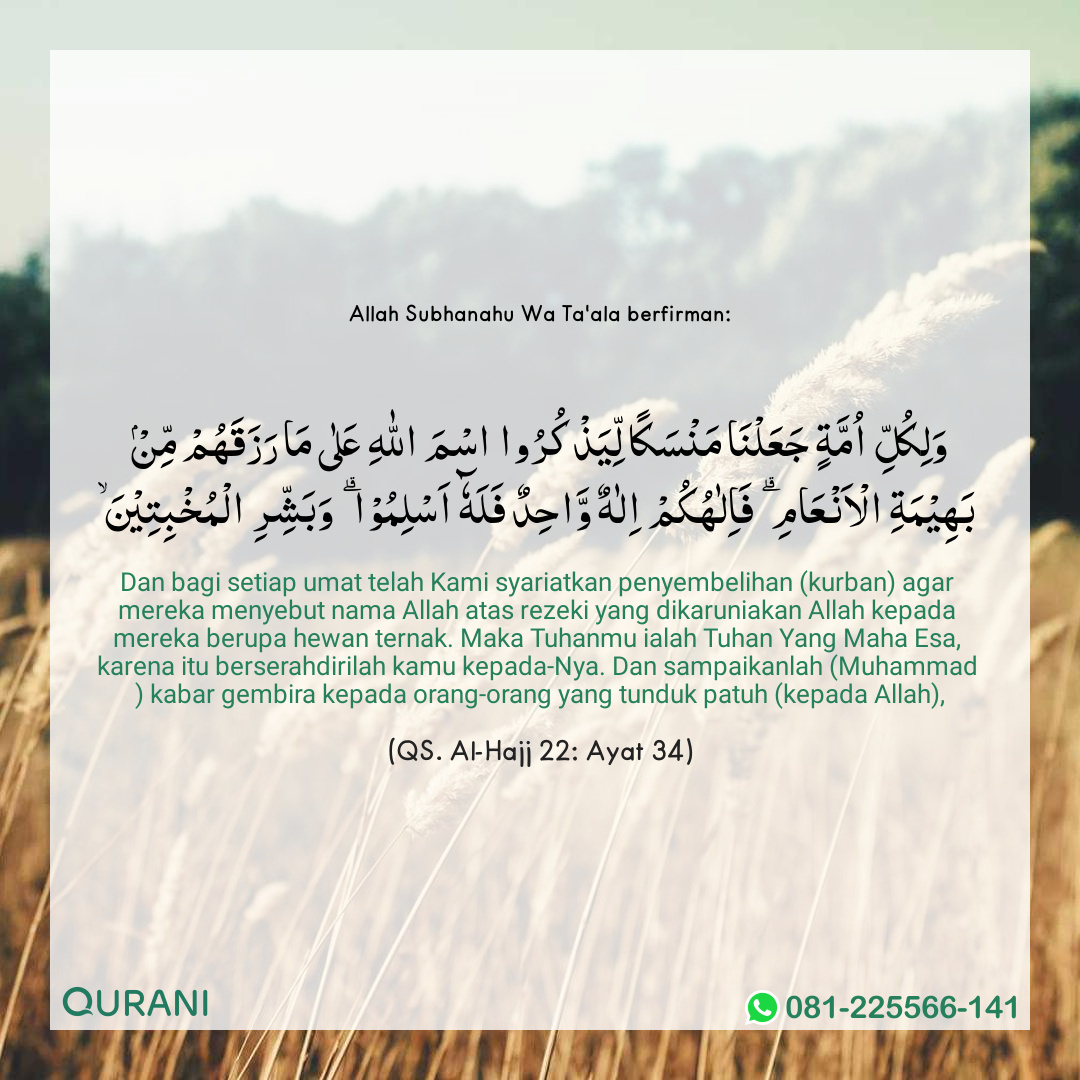 Allah Subhanahu Wa Ta'ala berfirman:
وَلِكُلِّ اُمَّةٍ جَعَلْنَا مَنْسَكًا لِّيَذْكُرُوا اسْمَ اللّٰهِ عَلٰى مَا رَزَقَهُمْ مِّنْۢ
بَهِيْمَةِ الْاَنْعَامِۗ فَاِلٰهُكُمْ اِلٰهٌ وَّاحِدٌ فَلَهٗٓ اَسْلِمُوْاۗ وَبَشِّرِ الْمُخْبِتِيْنَۙ
Dan bagi setiap umat telah Kami syariatkan penyembelihan (kurban) agar
mereka menyebut nama Allah atas rezeki yang dikaruniakan Allah kepada
mereka berupa hewan ternak. Maka Tuhanmu ialah Tuhan Yang Maha Esa,
karena itu berserahdirilah kamu kepada-Nya. Dan sampaikanlah (Muhammad
) kabar gembira kepada orang-orang yang tunduk patuh (kepada Allah),
(QS. Al-Hajj 22: Ayat 34)
QURANI
081-225566-141